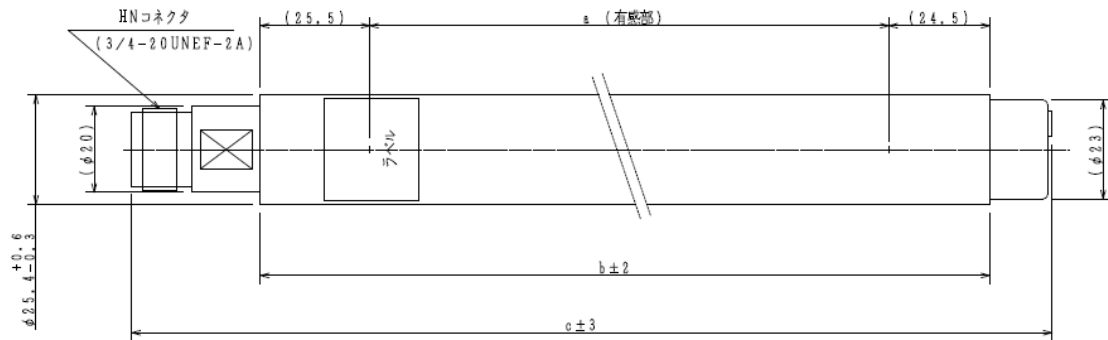 HNコネクタ
(3/4-20UNEF-2A)
(25.5)
a (有感部)
(24.5)
(φ20)
ラベル
(φ23)
φ25.4 +0.6 -0.3
b±2
c±3